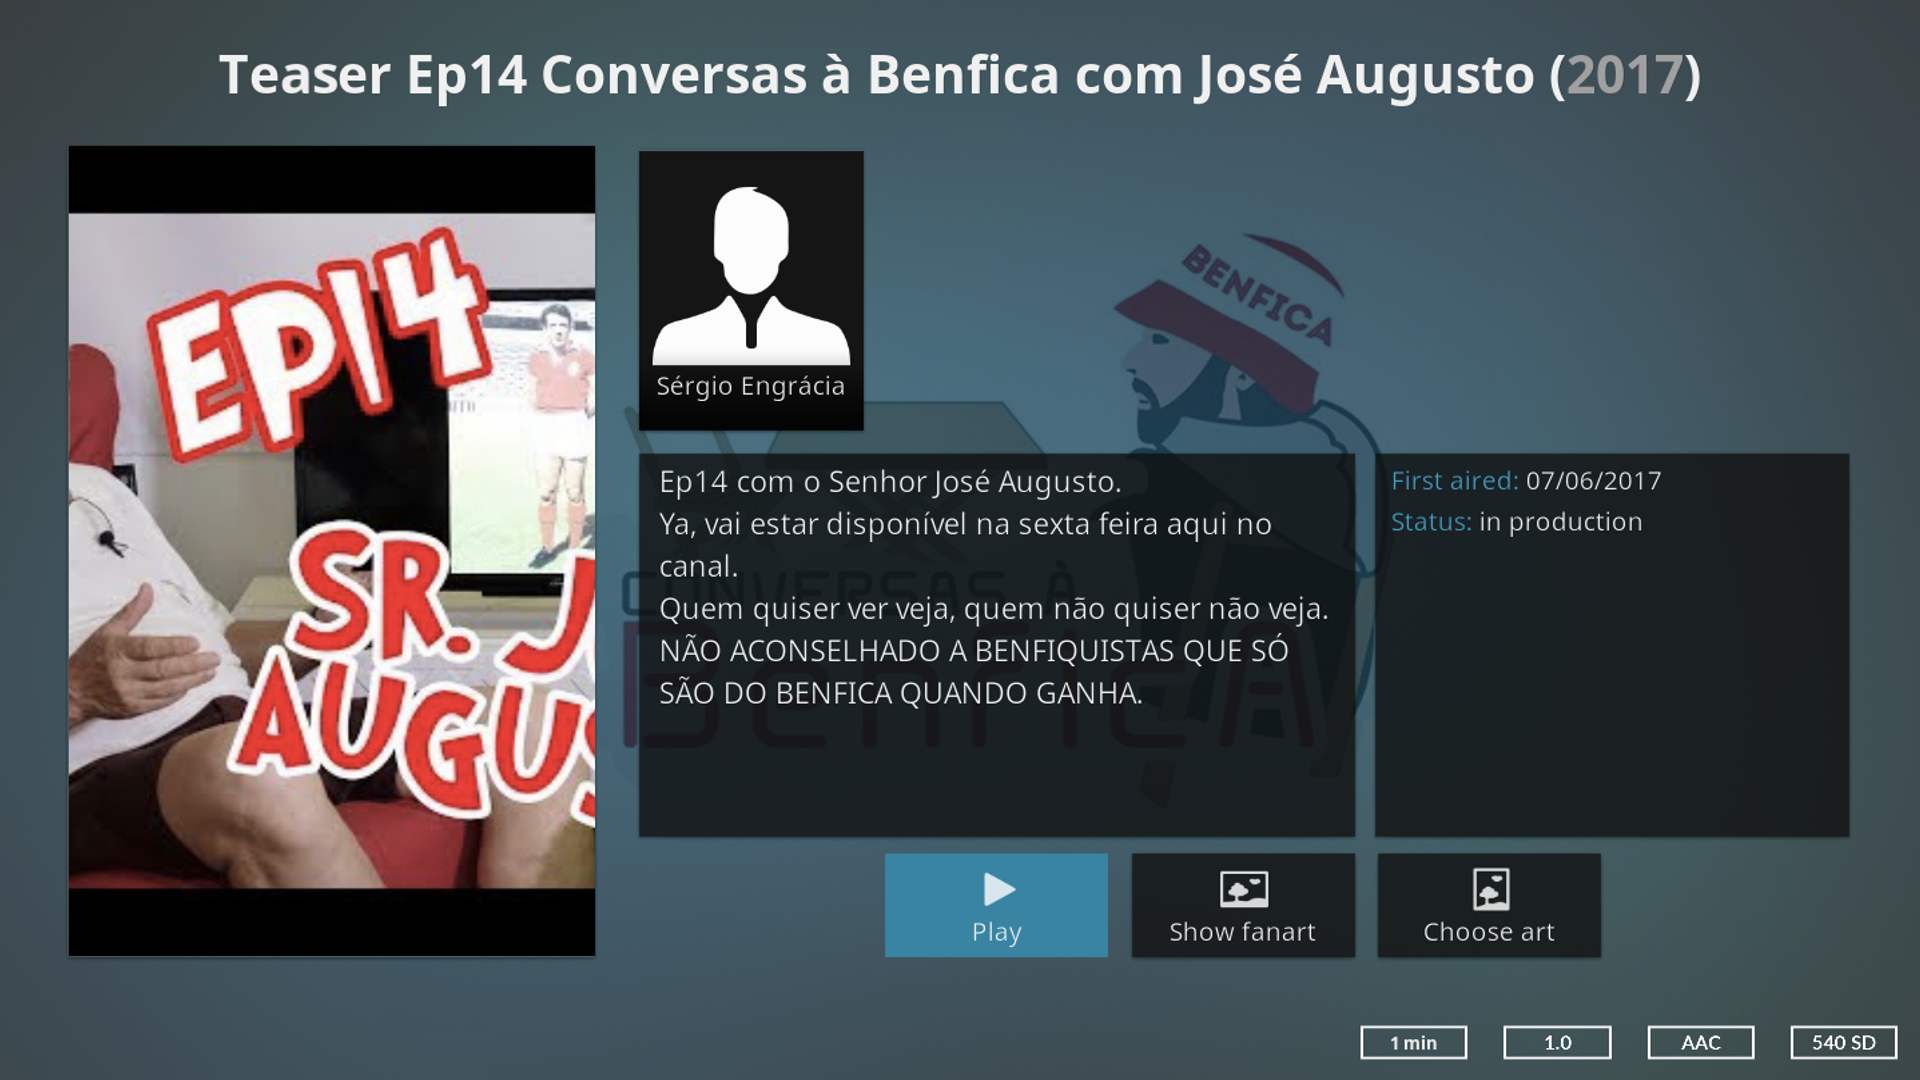 Teaser Ep14 Conversas à Benfica com José Augusto (2017)
EP14
SR. J
AUGUS
Sérgio Engrácia
BENFICA
CONVERSAS À
BENFICA
Ep14 com o Senhor José Augusto.
Ya, vai estar disponível na sexta feira aqui no
canal.
Quem quiser ver veja, quem não quiser não veja.
NÃO ACONSELHADO A BENFIQUISTAS QUE SÓ
SÃO DO BENFICA QUANDO GANHA.
First aired: 07/06/2017
Status: in production
Play
Show fanart
Choose art
1 min
1.0
AAC
540 SD